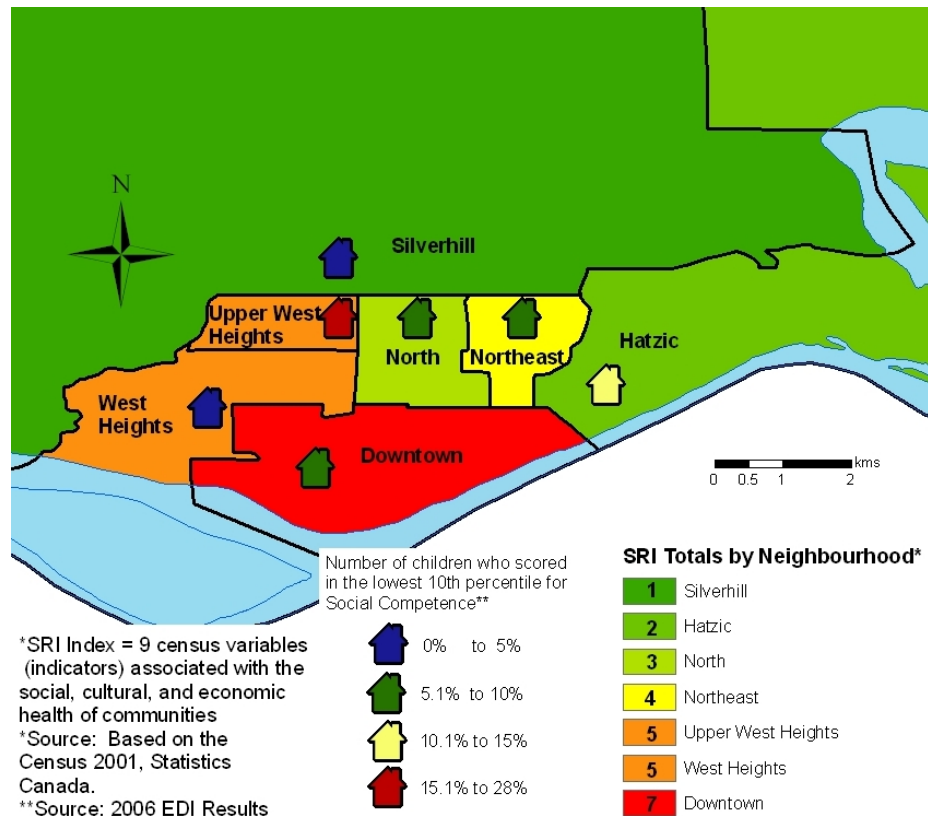 N
Silverhill
Upper West
Heights
North
Northeast
Hatzic
West
Heights
Downtown
kms
0 0.5 1 2
Number of children who scored
in the lowest 10th percentile for
Social Competence**
0% to 5%
5.1% to 10%
10.1% to 15%
15.1% to 28%
*SRI Index = 9 census variables
(indicators) associated with the
social, cultural, and economic
health of communities
*Source: Based on the
Census 2001, Statistics
Canada.
**Source: 2006 EDI Results
SRI Totals by Neighbourhood*
1 Silverhill
2 Hatzic
3 North
4 Northeast
5 Upper West Heights
5 West Heights
7 Downtown